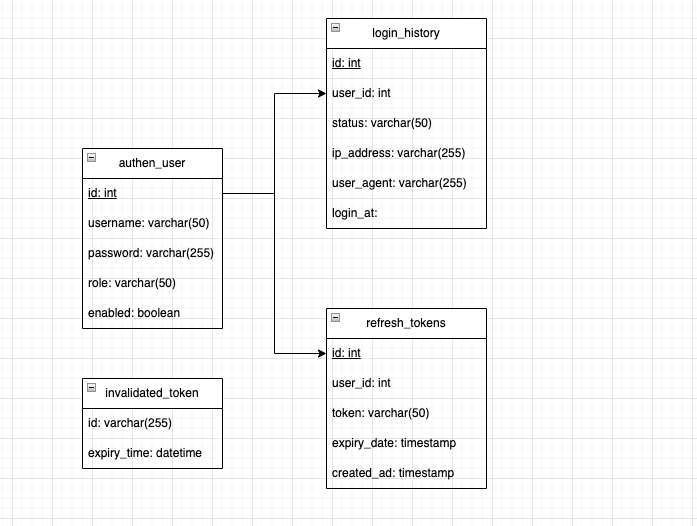 login_history
id: int
user_id: int
status: varchar(50)
ip_address: varchar(255)
user_agent: varchar(255)
login_at:
authen_user
id: int
username: varchar(50)
password: varchar(255)
role: varchar(50)
enabled: boolean
refresh_tokens
id: int
user_id: int
token: varchar(50)
expiry_date: timestamp
created_ad: timestamp
invalidated_token
id: varchar(255)
expiry_time: datetime